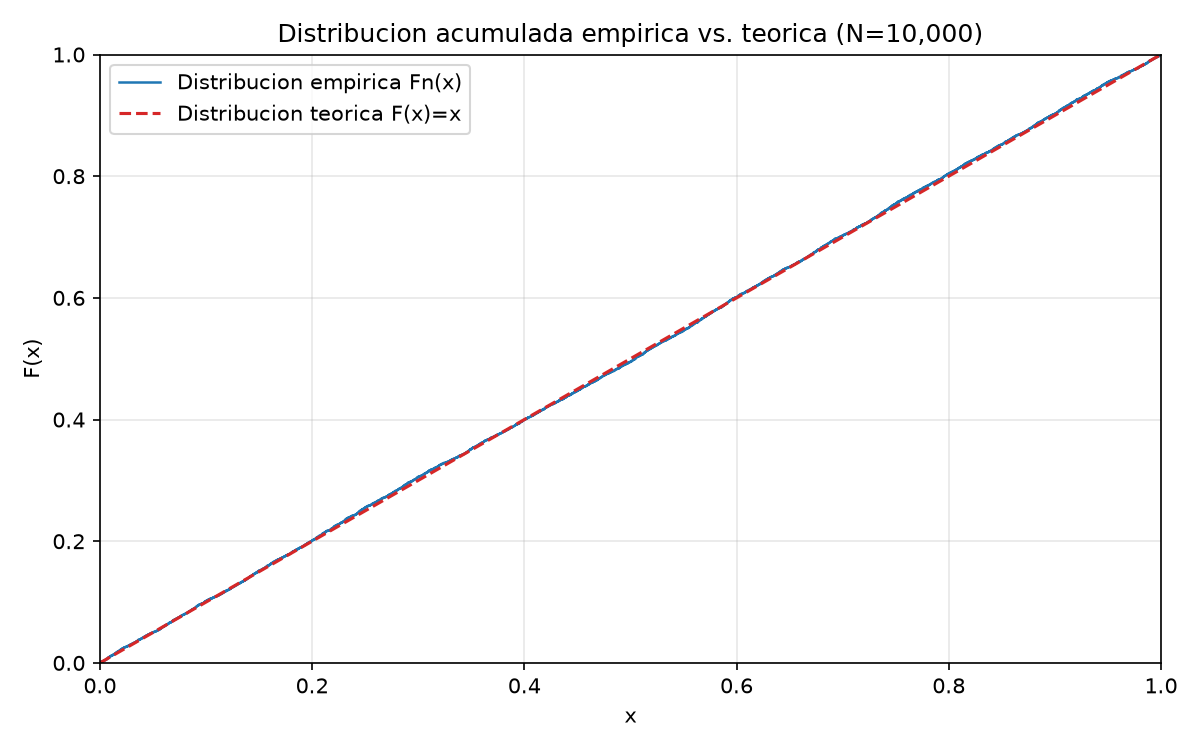 Distribucion acumulada empirica vs. teorica (N=10,000)
Distribucion empirica Fn(x)
Distribucion teorica F(x)=x
F(x)
1.0
0.8
0.6
0.4
0.2
0.0
0.0 0.2 0.4 0.6 0.8 1.0
x